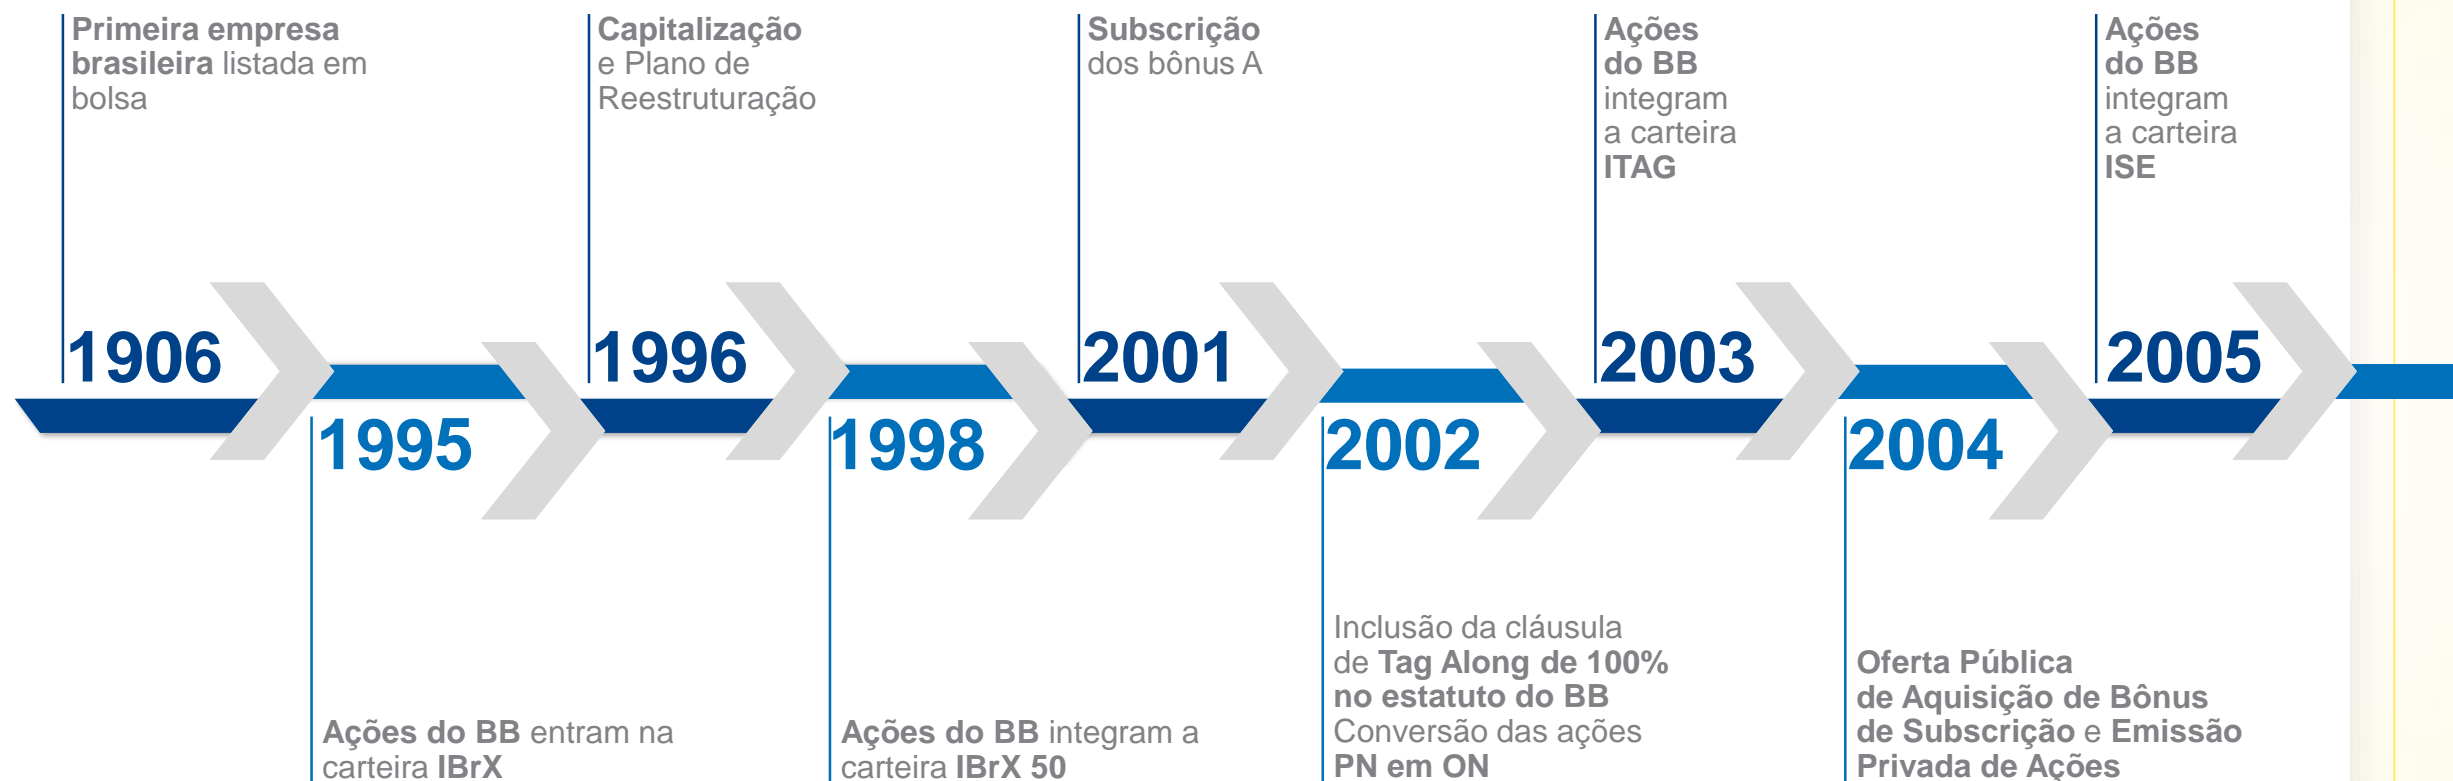 Primeira empresa
brasileira listada em
bolsa
1906
1995
Ações do BB entram na
carteira IBrX
Capitalização
e Plano de
Reestruturação
1996
1998
Ações do BB integram a
carteira IBrX 50
Subscrição
dos bônus A
2001
2002
Inclusão da cláusula
de Tag Along de 100%
no estatuto do BB
Conversão das ações
PN em ON
Ações
do BB
integram
a carteira
ITAG
2003
2004
Oferta Pública
de Aquisição de Bônus
de Subscrição e Emissão
Privada de Ações
Ações
do BB
integram
a carteira
ISE
2005